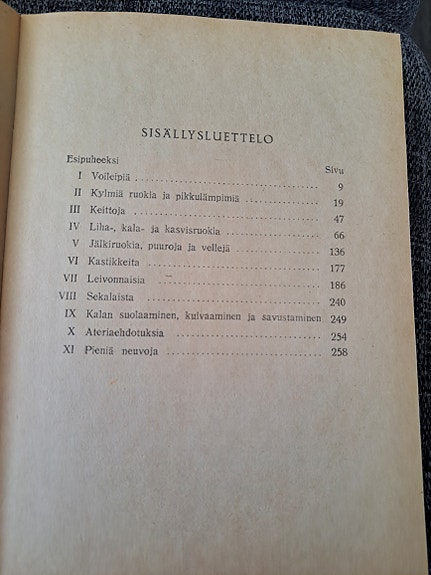 SISÄLLYSLUETTELO
Esipuheeksi Sivu
I Voileipiä 9
II Kylmiä ruokia ja pikkulämpimiä 19
III Keittoja 47
IV Liha-, kala- ja kasvisruokia 66
V Jälkiruokia, puuroja ja vellejä 136
VI Kastikkeita 177
VII Leivonnaisia 186
VIII Sekalaista 240
IX Kalan suolaaminen, kuivaaminen ja savustaminen 249
X Ateriaehdotuksia 254
XI Pieniä neuvoja 258